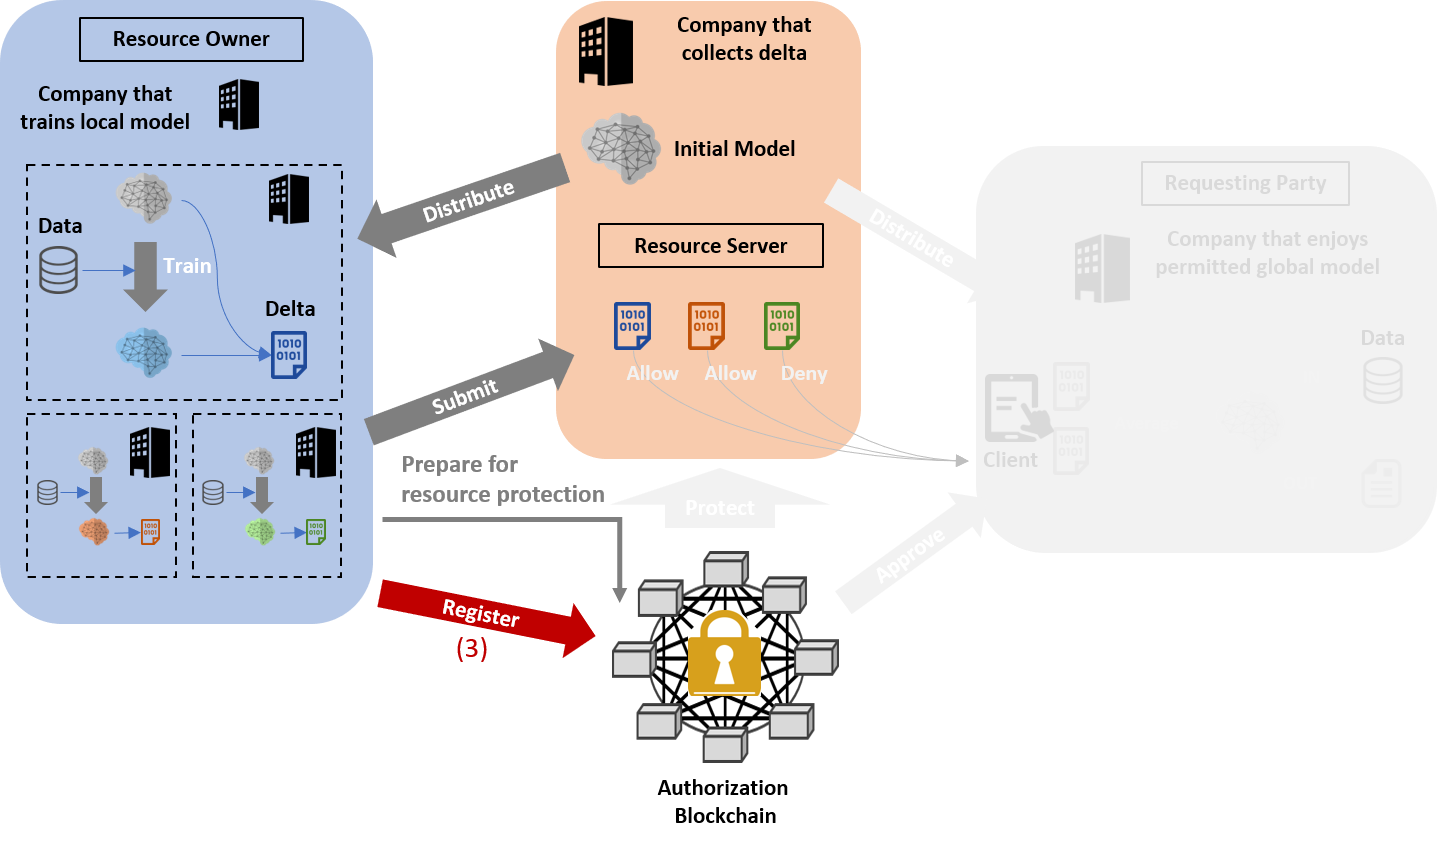 Resource Owner
Company that
trains local model
Data
Train
Delta
1010
0101
1010
0101
1010
0101
Distribute
Submit
Prepare for
resource protection
Register
(3)
Company that
collects delta
Initial Model
Resource Server
1010
0101
1010
0101
1010
0101
Allow
Allow
Deny
Protect
Authorization
Blockchain
Distribute
Approve
Requesting Party
Company that enjoys
permitted global model
Data
Client
1010
0101
1010
0101